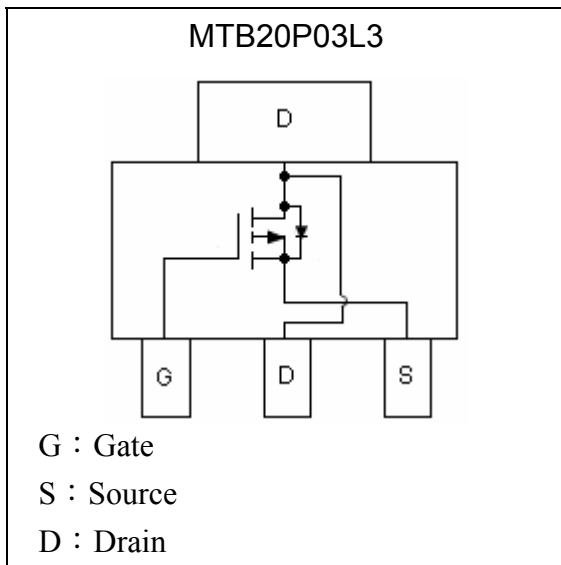 MTB20P03L3
D
G
D
S
G：Gate
S：Source
D：Drain